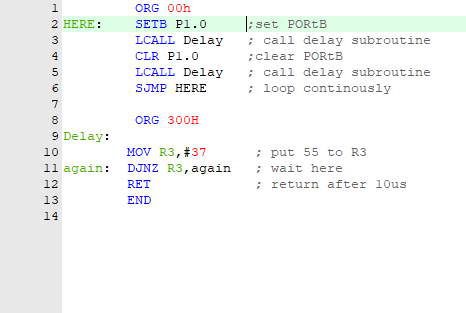 1 ORG 00h
2 HERE: SETB P1.0 ;set PORtB
3 LCALL Delay ; call delay subroutine
4 CLR P1.0 ;clear PORtB
5 LCALL Delay ; call delay subroutine
6 SJMP HERE ; loop continously
7
8 ORG 300H
9 Delay:
10 MOV R3,#37 ; put 55 to R3
11 again: DJNZ R3,again ; wait here
12 RET ; return after 10us
13 END
14